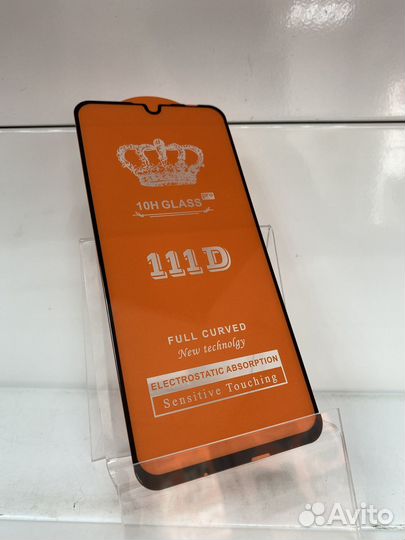 10H GLASS
111D
FULL CURVED
New technolgy
ELECTROSTATIC ABSORPTION
Sensitive Touching
Avito